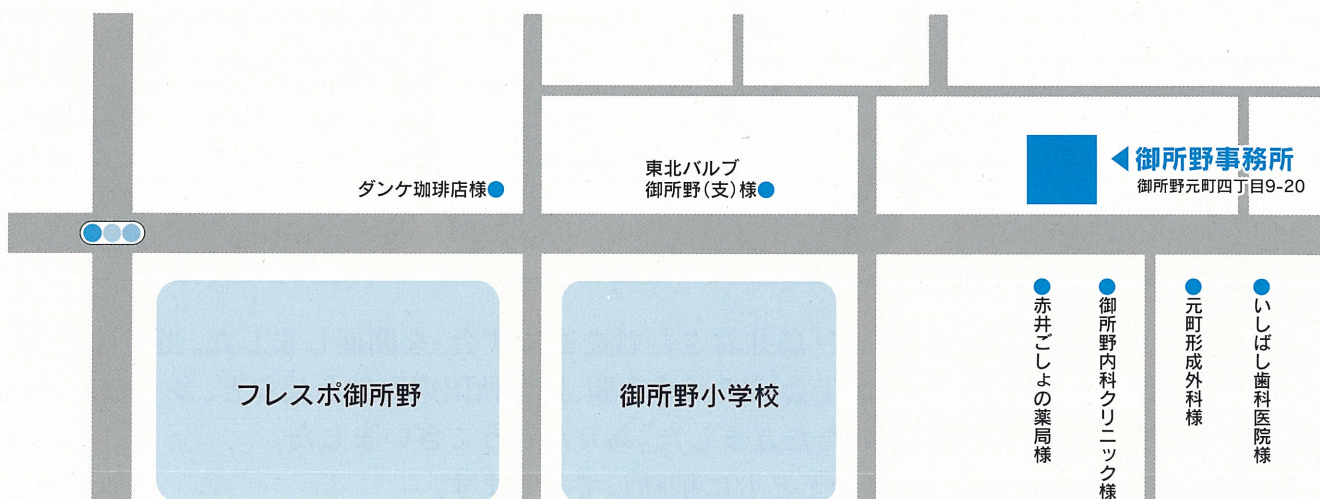 東北バルブ
御所野(支)様
ダンケ珈琲店様
御所野事務所
御所野元町四丁目9-20
フレスポ御所野
御所野小学校
赤井ごしょの薬局様
御所野内科クリニック様
元町形成外科様
いしばし歯科医院様